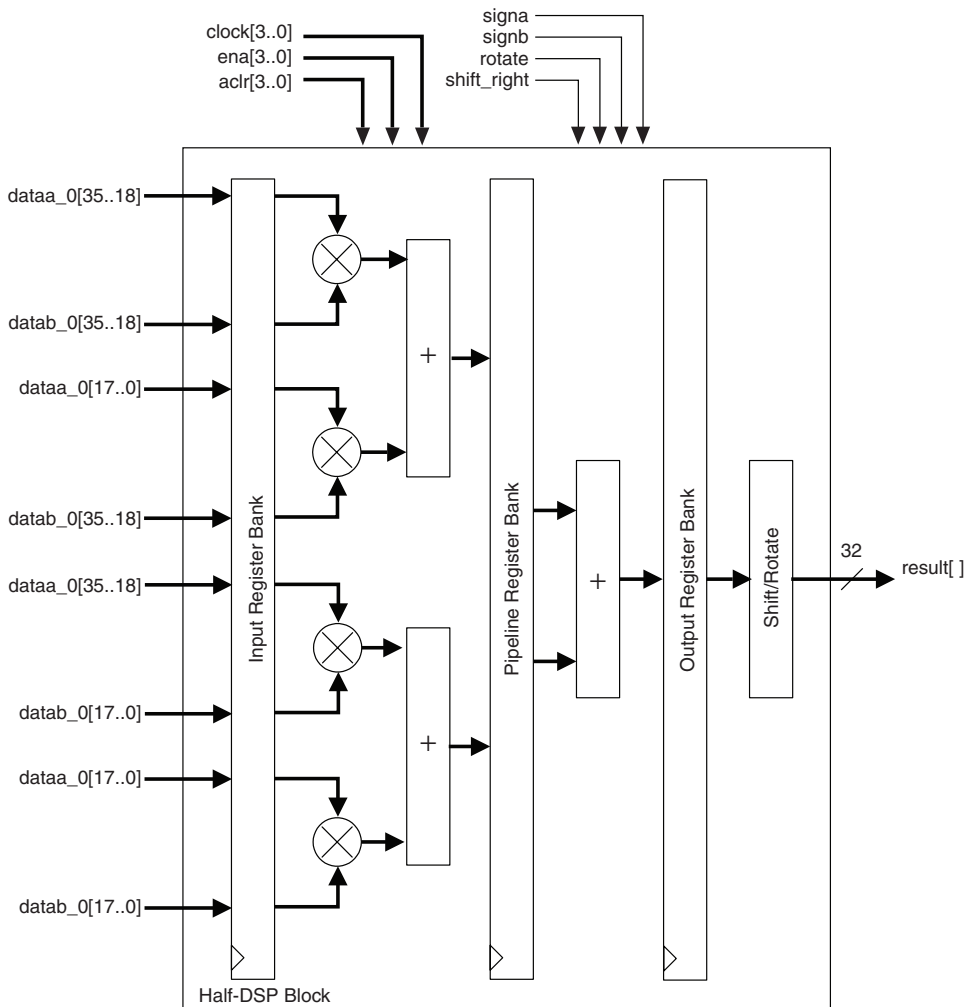 clock[3..0]
ena[3..0]
aclr[3..0]
signa
signb
rotate
shift_right
dataa_0[35..18]
datab_0[35..18]
dataa_0[17..0]
datab_0[35..18]
dataa_0[35..18]
datab_0[17..0]
dataa_0[17..0]
datab_0[17..0]
Input Register Bank
+
+
Pipeline Register Bank
+
Output Register Bank
Shift/Rotate
32
result[ ]
Half-DSP Block